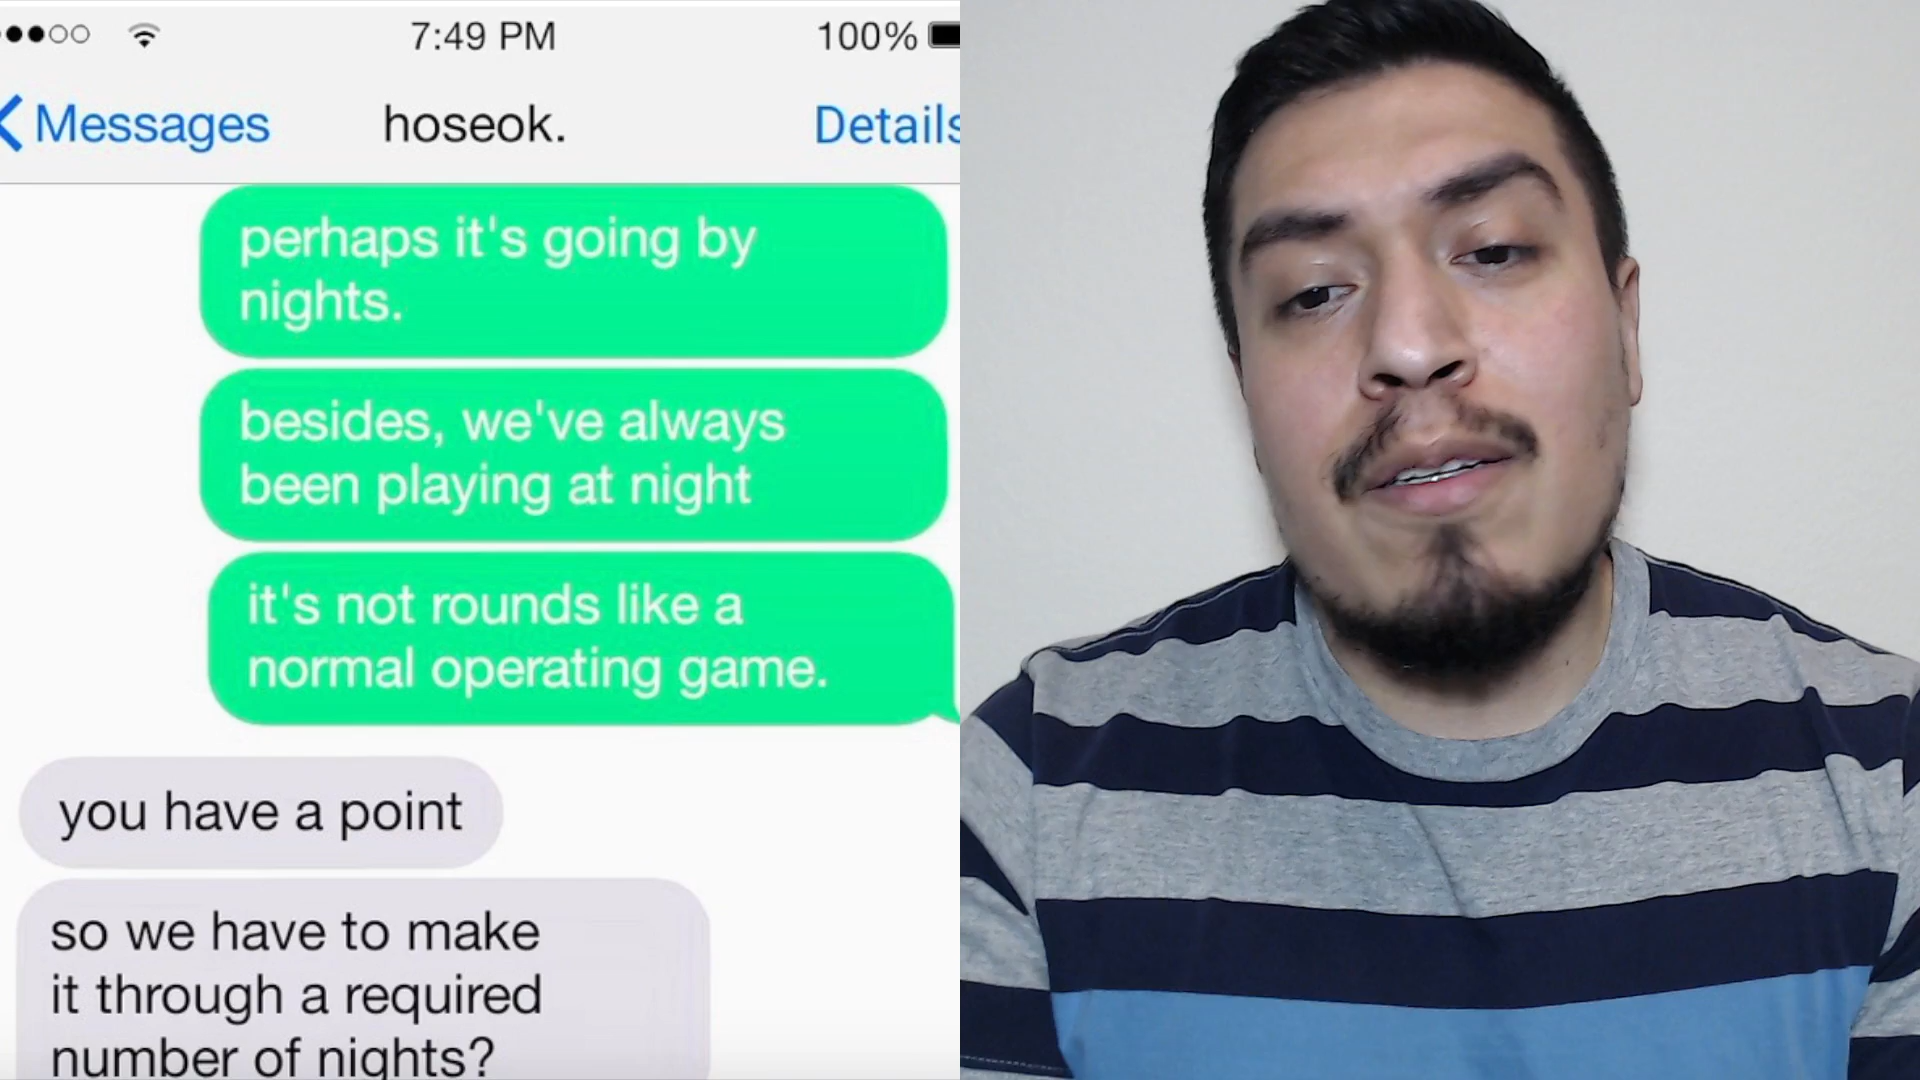 7:49 PM
100%
Messages
hoseok.
Details
perhaps it's going by
nights.
besides, we've always
been playing at night
it's not rounds like a
normal operating game.
you have a point
so we have to make
it through a required
number of nights?